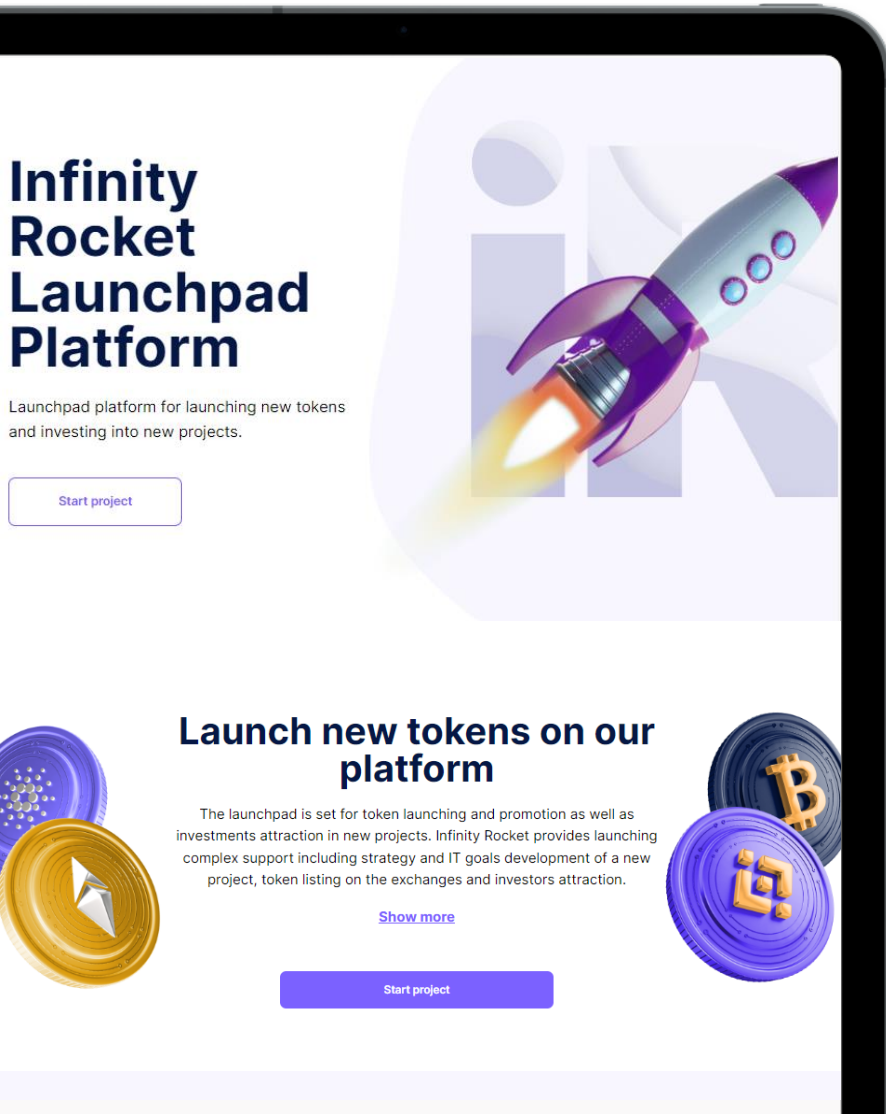 Infinity
Rocket
Launchpad
Platform
Launchpad platform for launching new tokens
and investing into new projects.
Start project
iR
Launch new tokens on our
platform
The launchpad is set for token launching and promotion as well as
investments attraction in new projects. Infinity Rocket provides launching
complex support including strategy and IT goals development of a new
project, token listing on the exchanges and investors attraction.
Show more
Start project